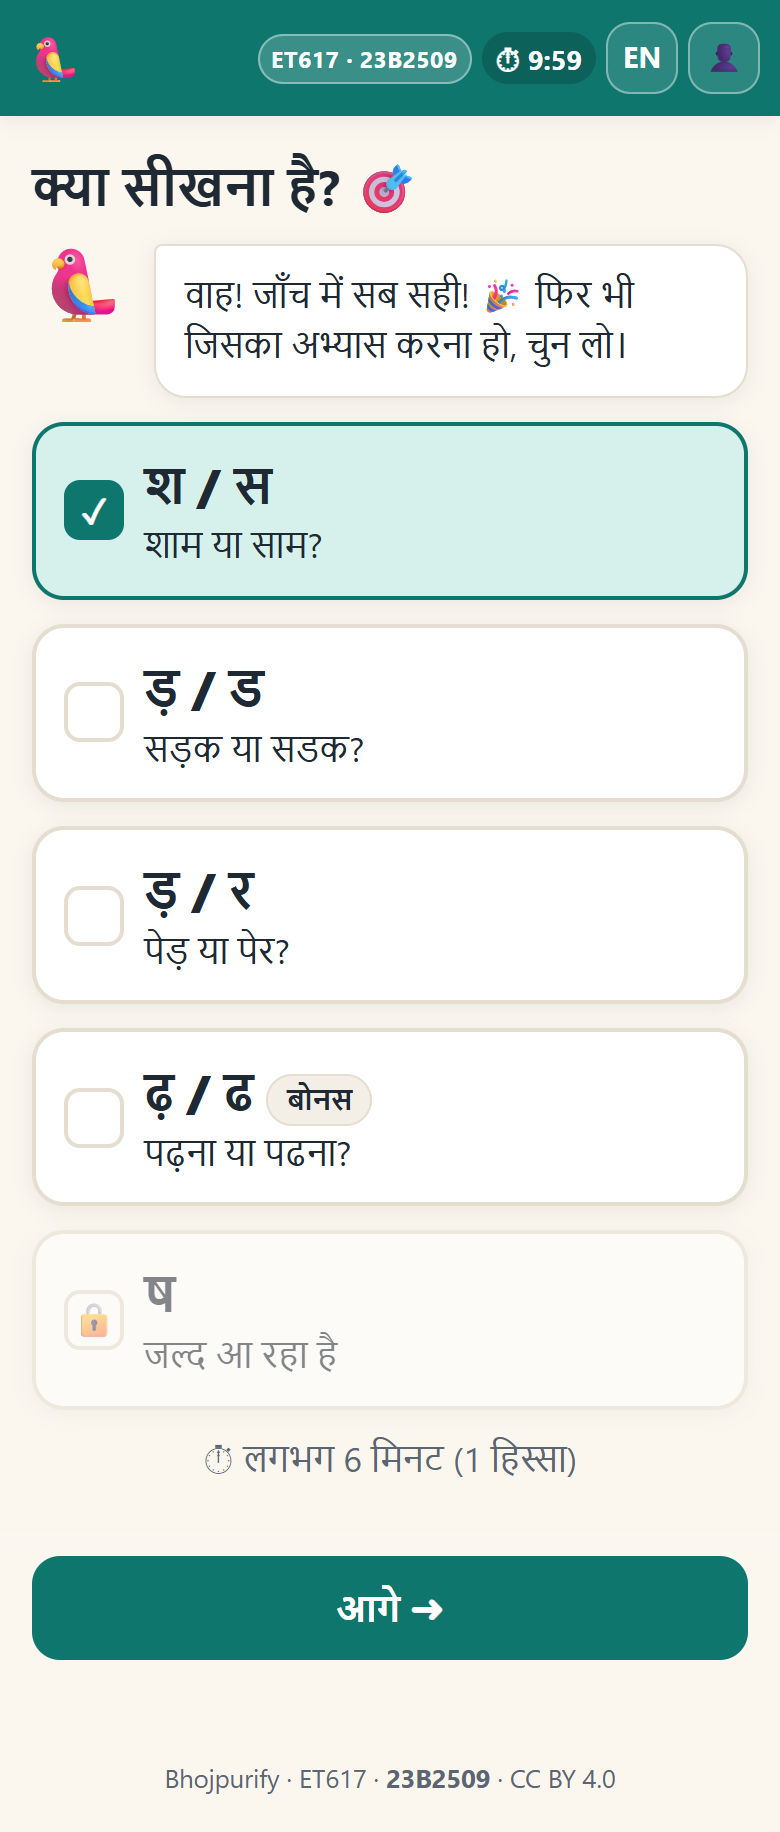 ET617 · 23B2509
9:59
EN
क्या सीखना है?
वाह! जाँच में सब सही! फिर भी
जिसका अभ्यास करना हो, चुन लो।
श / स
शाम या साम?
ड़ / ड
सड़क या सडक?
ड़ / र
पेड़ या पेर?
ढ़ / ढ बोनस
पढ़ना या पढना?
ष
जल्द आ रहा है
लगभग 6 मिनट (1 हिस्सा)
आगे ➜
Bhojpurify · ET617 · 23B2509 · CC BY 4.0